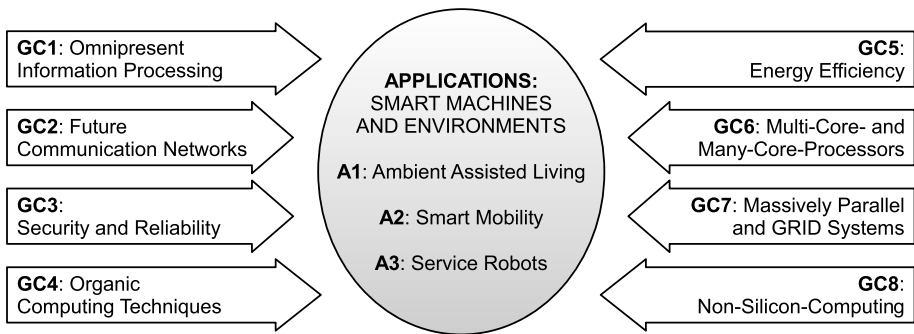 GC1: Omnipresent
Information Processing
GC2: Future
Communication Networks
GC3:
Security and Reliability
GC4: Organic
Computing Techniques
APPLICATIONS:
SMART MACHINES
AND ENVIRONMENTS
A1: Ambient Assisted Living
A2: Smart Mobility
A3: Service Robots
GC5:
Energy Efficiency
GC6: Multi-Core- and
Many-Core-Processors
GC7: Massively Parallel
and GRID Systems
GC8:
Non-Silicon-Computing